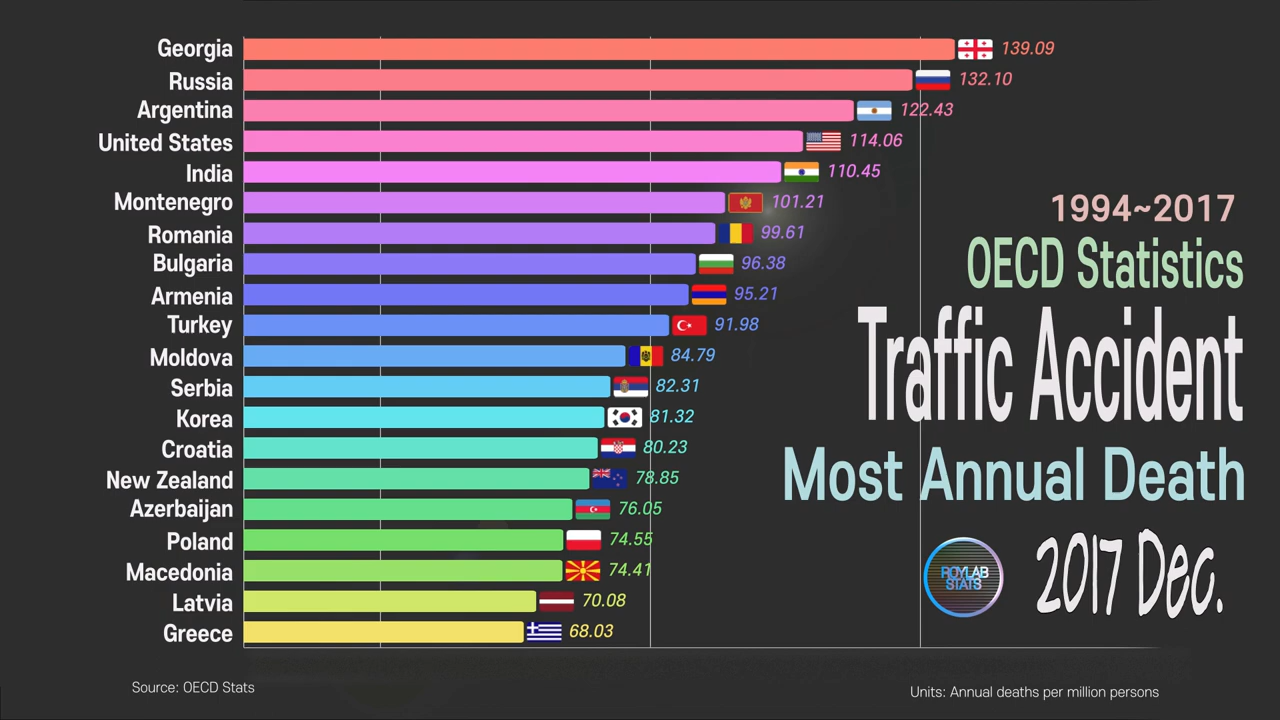 Georgia 139.09
Russia 132.10
Argentina 122.43
United States 114.06
India 110.45
Montenegro 101.21
Romania 99.61
Bulgaria 96.38
Armenia 95.21
Turkey 91.98
Moldova 84.79
Serbia 82.31
Korea 81.32
Croatia 80.23
New Zealand 78.85
Azerbaijan 76.05
Poland 74.55
Macedonia 74.41
Latvia 70.08
Greece 68.03
1994~2017
OECD Statistics
Traffic Accident
Most Annual Death
ROYLAB
STATS
2017 Dec.
Source: OECD Stats
Units: Annual deaths per million persons